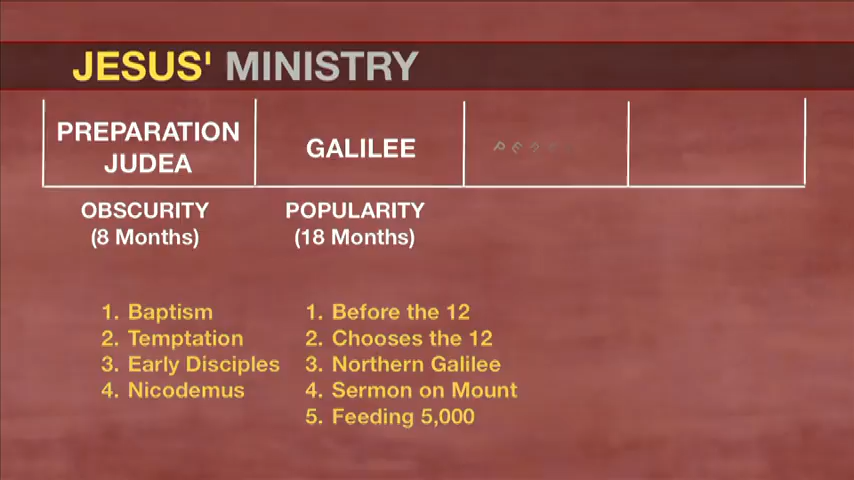 JESUS' MINISTRY
PREPARATION
JUDEA
GALILEE
OBSCURITY
(8 Months)
POPULARITY
(18 Months)
1. Baptism
2. Temptation
3. Early Disciples
4. Nicodemus
1. Before the 12
2. Chooses the 12
3. Northern Galilee
4. Sermon on Mount
5. Feeding 5,000